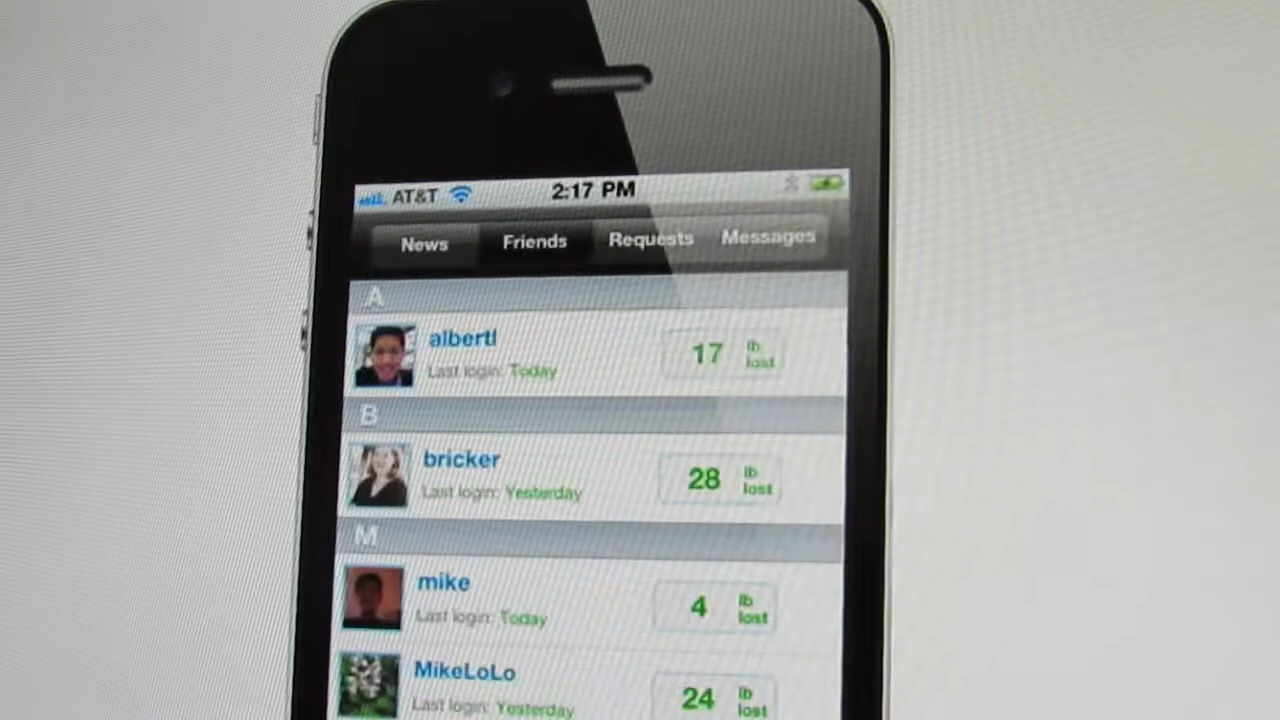 AT&T 2:17 PM
News Friends Requests Messages
A
albertl
Last login: Today
17 lb lost
B
bricker
Last login: Yesterday
28 lb lost
M
mike
Last login: Today
4 lb lost
MikeLoLo
Last login: Yesterday
24 lb lost